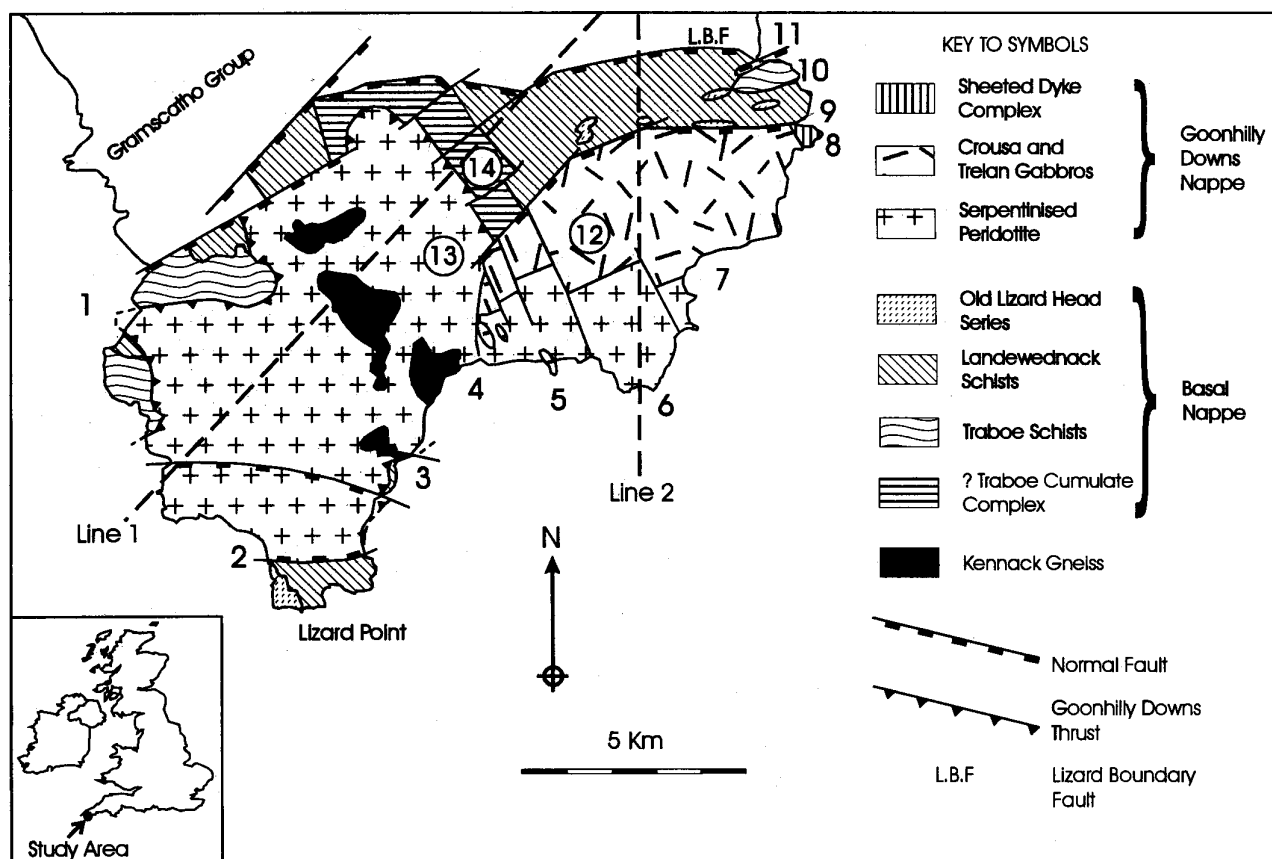 L.B.F
11
10
9
8
Gramscatho Group
14
12
13
7
1
4
5
6
3
Line 2
Line 1
2
N
Lizard Point
5 Km
Study Area
KEY TO SYMBOLS
Sheeted Dyke
Complex
Crousa and
Trelan Gabbros
Serpentinised
Peridotite
Goonhilly
Downs
Nappe
Old Lizard Head
Series
Landewednack
Schists
Traboe Schists
? Traboe Cumulate
Complex
Basal
Nappe
Kennack Gneiss
Normal Fault
Goonhilly Downs
Thrust
L.B.F Lizard Boundary
Fault